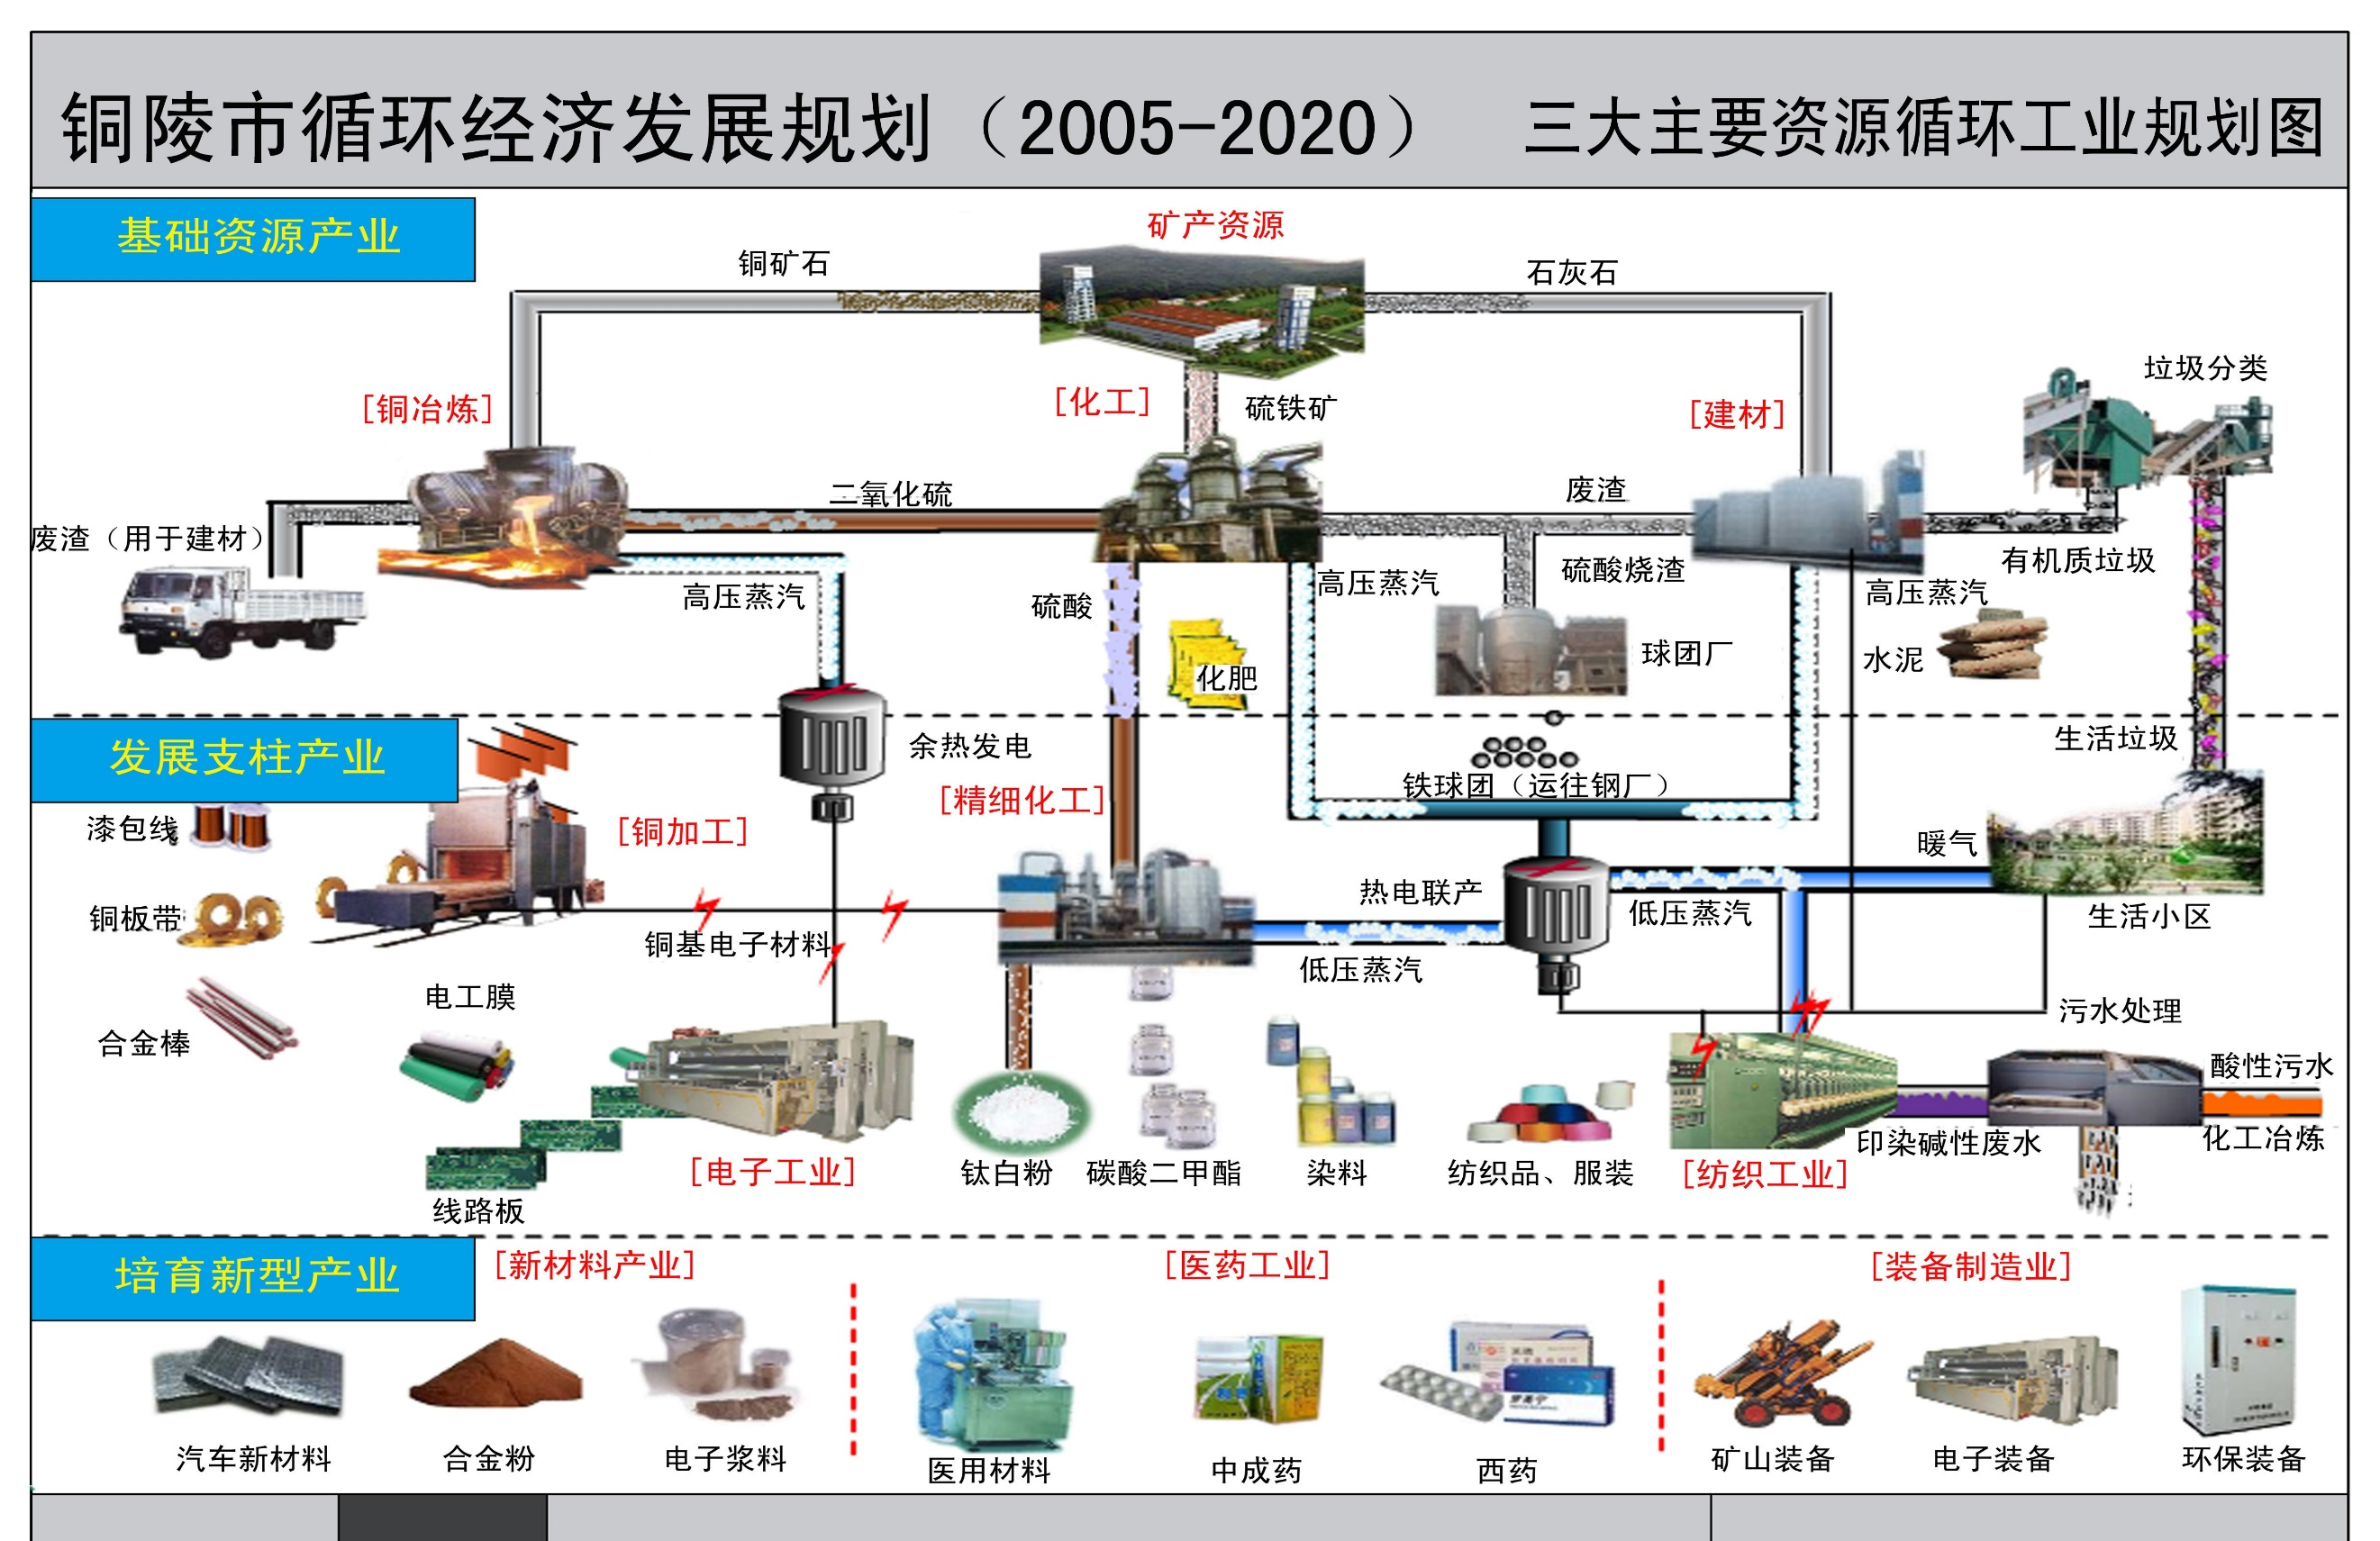 铜陵市循环经济发展规划（2005-2020） 三大主要资源循环工业规划图
基础资源产业
矿产资源
铜矿石
石灰石
垃圾分类
[铜冶炼]
[化工]
硫铁矿
[建材]
二氧化硫
废渣
废渣（用于建材）
高压蒸汽
硫酸
高压蒸汽
硫酸烧渣
高压蒸汽
有机质垃圾
化肥
球团厂
水泥
发展支柱产业
余热发电
生活垃圾
铁球团（运往钢厂）
[精细化工]
漆包线
[铜加工]
暖气
热电联产
低压蒸汽
铜板带
生活小区
铜基电子材料
低压蒸汽
电工膜
污水处理
合金棒
酸性污水
印染碱性废水
化工冶炼
[电子工业]
钛白粉
碳酸二甲酯
染料
纺织品、服装
[纺织工业]
线路板
培育新型产业
[新材料产业]
[医药工业]
[装备制造业]
汽车新材料
合金粉
电子浆料
医用材料
中成药
西药
矿山装备
电子装备
环保装备